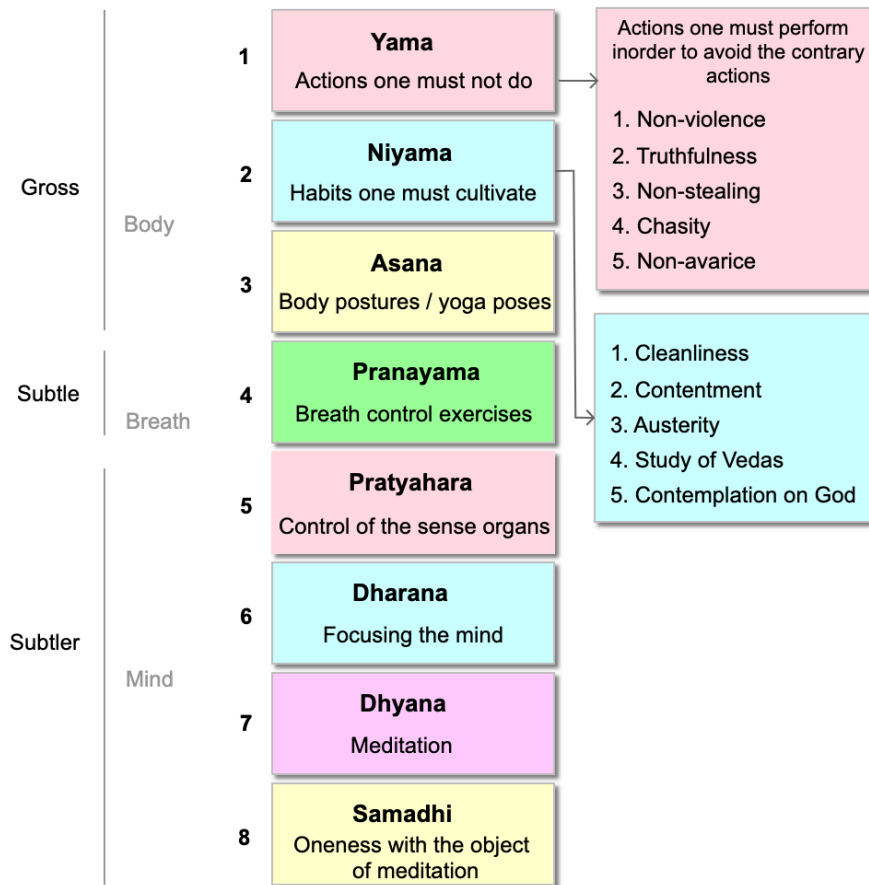 1
Yama
Actions one must not do
Actions one must perform
inorder to avoid the contrary
actions
1. Non-violence
2. Truthfulness
3. Non-stealing
4. Chasity
5. Non-avarice
Gross
Body
2
Niyama
Habits one must cultivate
3
Asana
Body postures / yoga poses
1. Cleanliness
2. Contentment
3. Austerity
4. Study of Vedas
5. Contemplation on God
Subtle
Breath
4
Pranayama
Breath control exercises
5
Pratyahara
Control of the sense organs
Subtler
Mind
6
Dharana
Focusing the mind
7
Dhyana
Meditation
8
Samadhi
Oneness with the object
of meditation